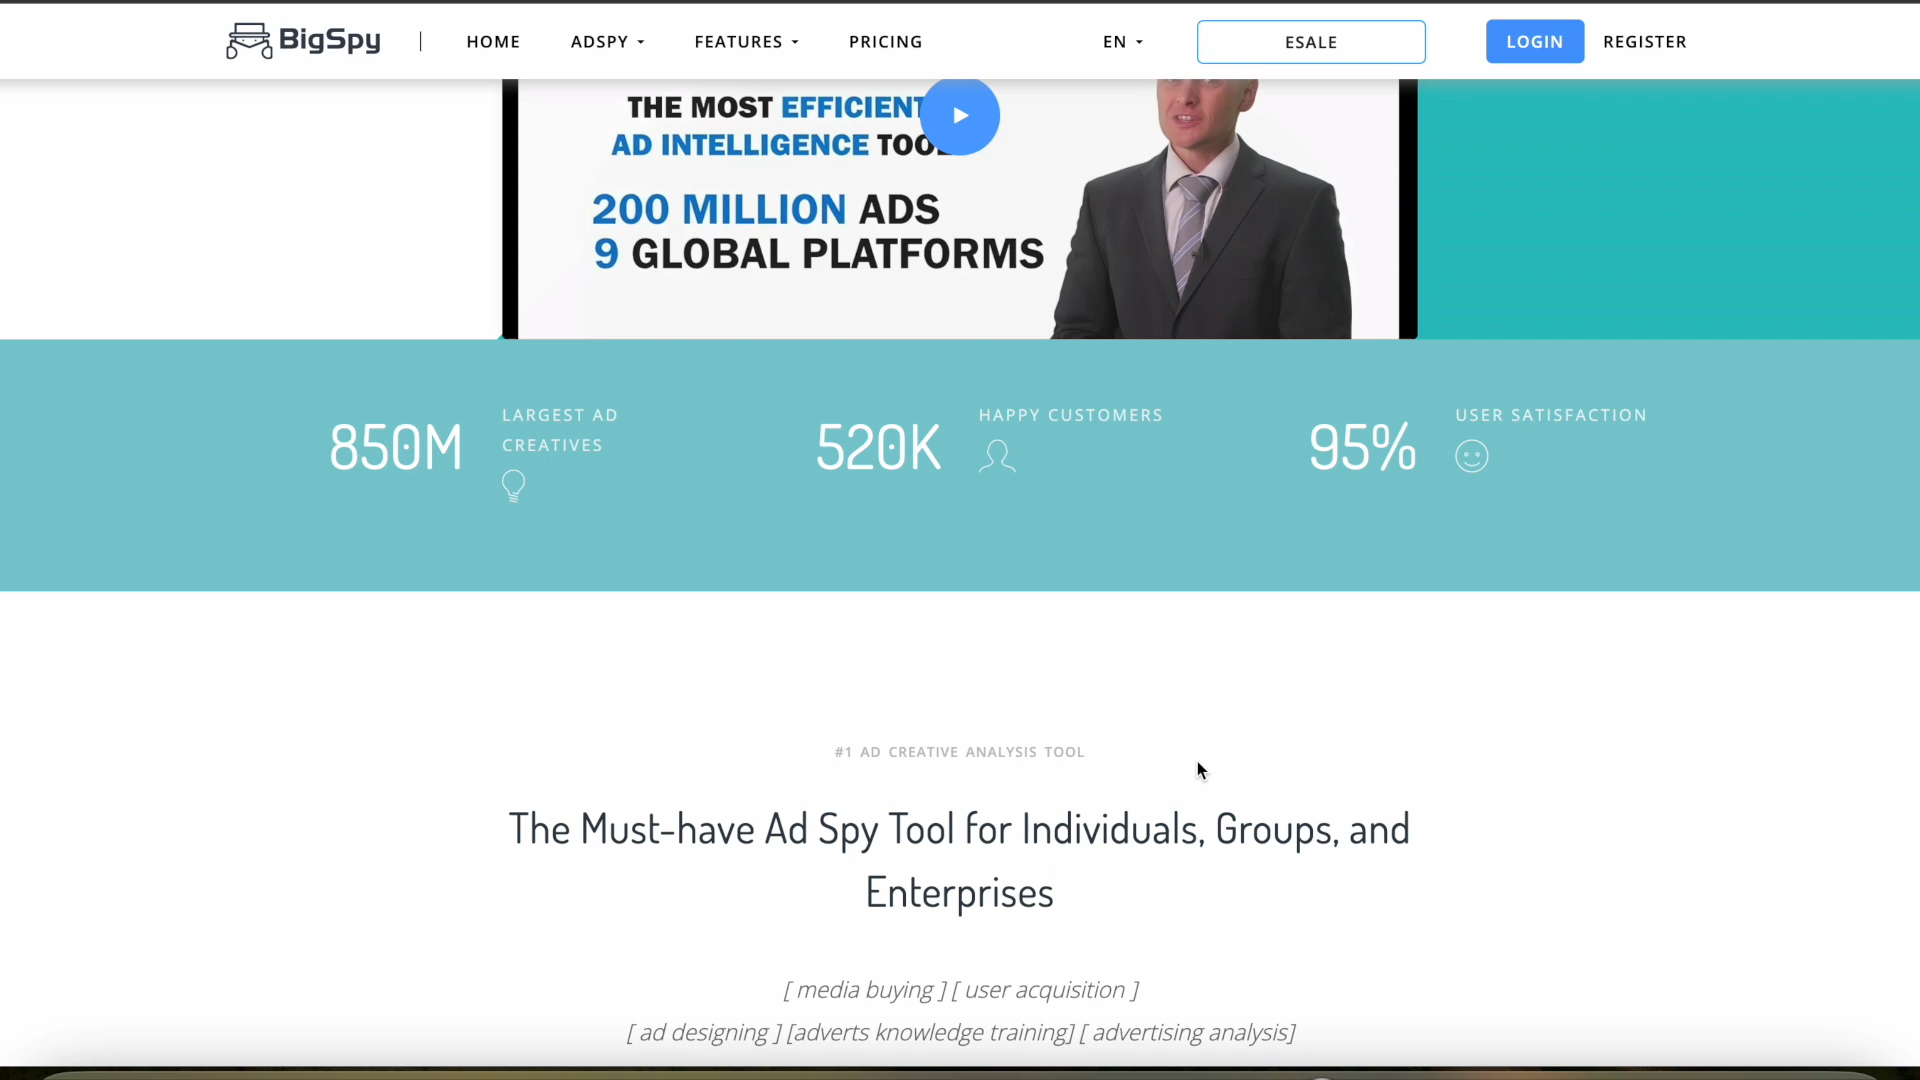 BigSpy
HOME
ADSPY
FEATURES
PRICING
EN
ESALE
LOGIN
REGISTER
THE MOST EFFICIENT
AD INTELLIGENCE TOOL
200 MILLION ADS
9 GLOBAL PLATFORMS
850M
LARGEST AD
CREATIVES
520K
HAPPY CUSTOMERS
95%
USER SATISFACTION
#1 AD CREATIVE ANALYSIS TOOL
The Must-have Ad Spy Tool for Individuals, Groups, and
Enterprises
[ media buying ] [ user acquisition ]
[ ad designing ] [adverts knowledge training] [ advertising analysis]